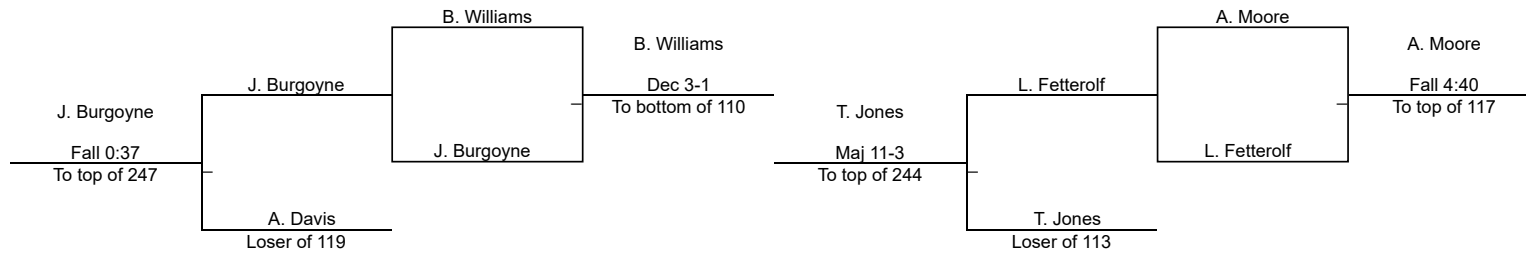 B. Williams
B. Williams
J. Burgoyne
Dec 3-1
To bottom of 110
J. Burgoyne
J. Burgoyne
Fall 0:37
To top of 247
A. Davis
Loser of 119
A. Moore
A. Moore
L. Fetterolf
Fall 4:40
To top of 117
T. Jones
L. Fetterolf
Maj 11-3
To top of 244
T. Jones
Loser of 113